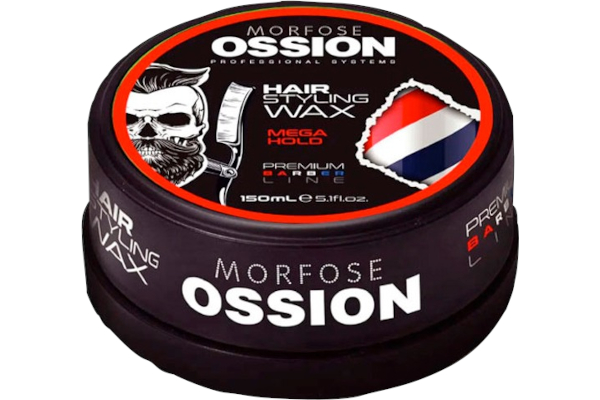 MORFOSE
OSSION
PROFESSIONAL SYSTEMS
HAIR
STYLING
WAX
MEGA
HOLD
PREMIUM
BARBER
LINE
150mL e 5.1fl.oz.
HAIR
STYLING
WAX
MORFOSE
OSSION
PREMIUM
BARB
LINE